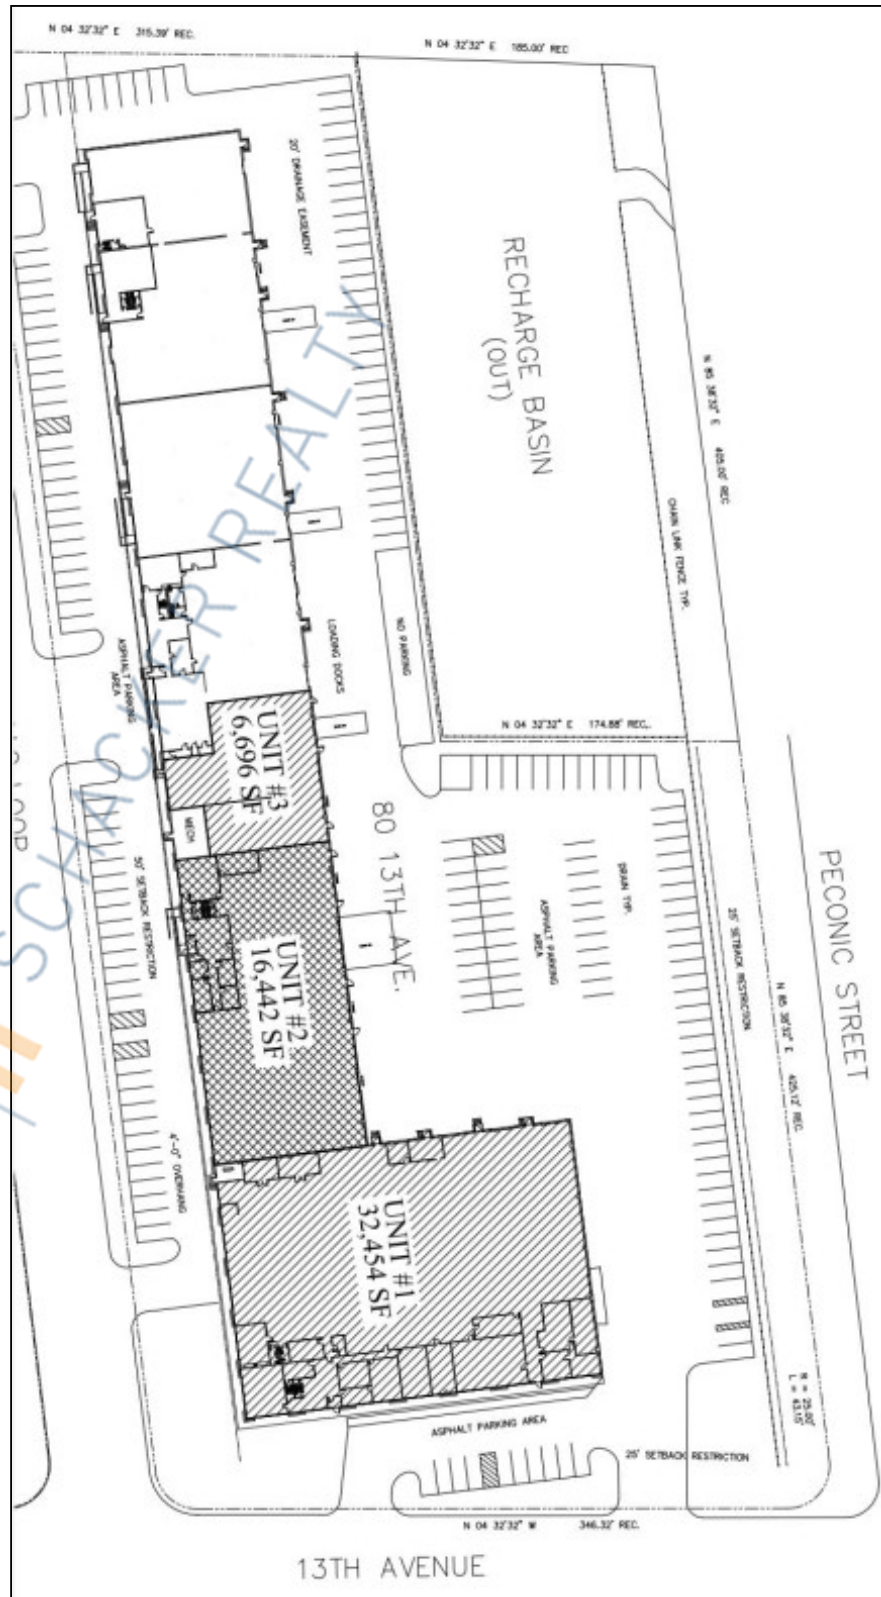 N 04 32'32" E 315.39' REC.
N 04 32'32" E 185.00' REC
20' DRAINAGE EASEMENT
RECHARGE BASIN
(OUT)
N 85 38'32" E 425.00' REC
CHAIN LINK FENCE TYP.
NO PARKING
LOADING DOCKS
ASPHALT PARKING
AREA
N 04 32'32" E 174.88' REC.
UNIT #3
6,696 SF
MECH
80 13TH AVE.
DRAIN TYP.
ASPHALT PARKING
AREA
PECONIC STREET
25' SETBACK RESTRICTION
N 85 38'32" E 425.12' REC.
50' SETBACK RESTRICTION
UNIT #2
16,442 SF
4'-0" OVERHANG
UNIT #1
32,454 SF
R = 25.00'
L = 43.15'
ASPHALT PARKING AREA
25' SETBACK RESTRICTION
N 04 32'32" W 346.32' REC.
13TH AVENUE
SCHACKER REALTY